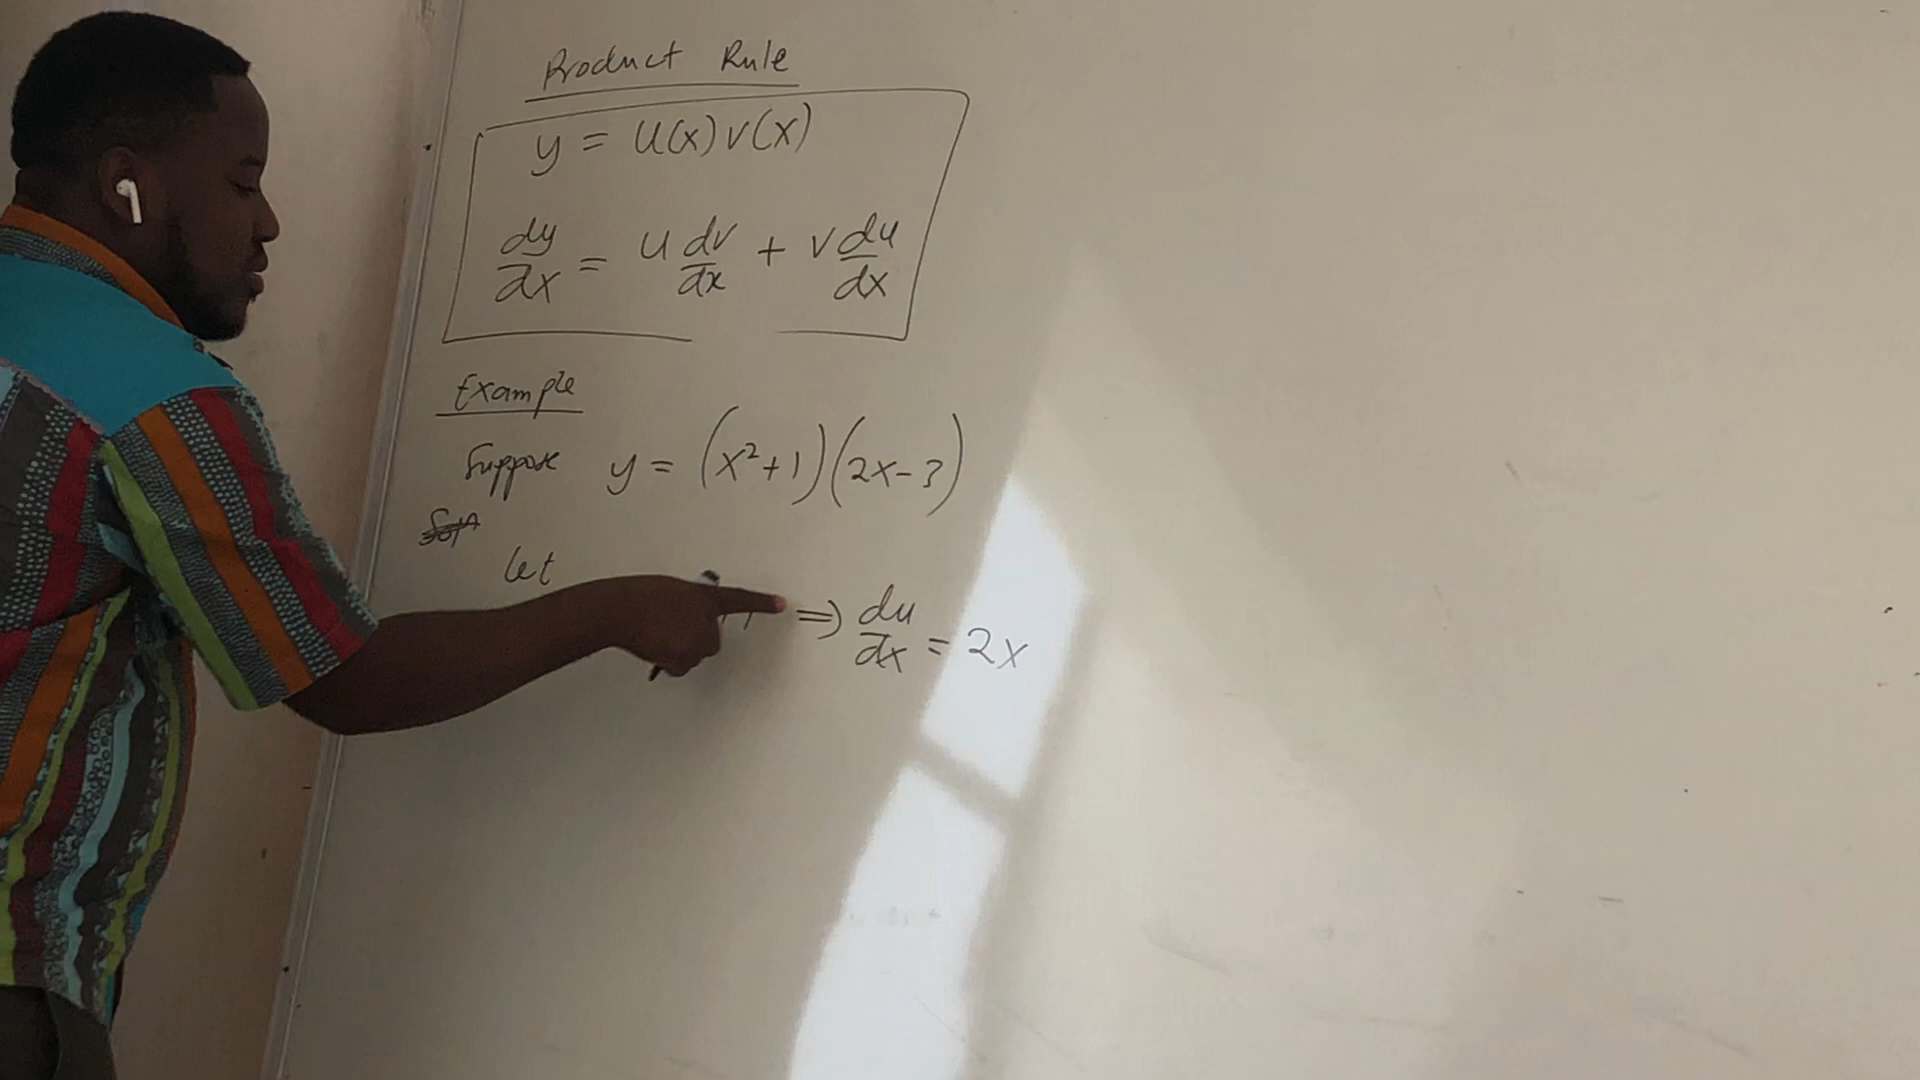 Product Rule
y = u(x)v(x)
dy/dx = u dv/dx + v du/dx
Example
Suppose y = (x²+1)(2x-3)
Soln
let
⇒ du/dx = 2x